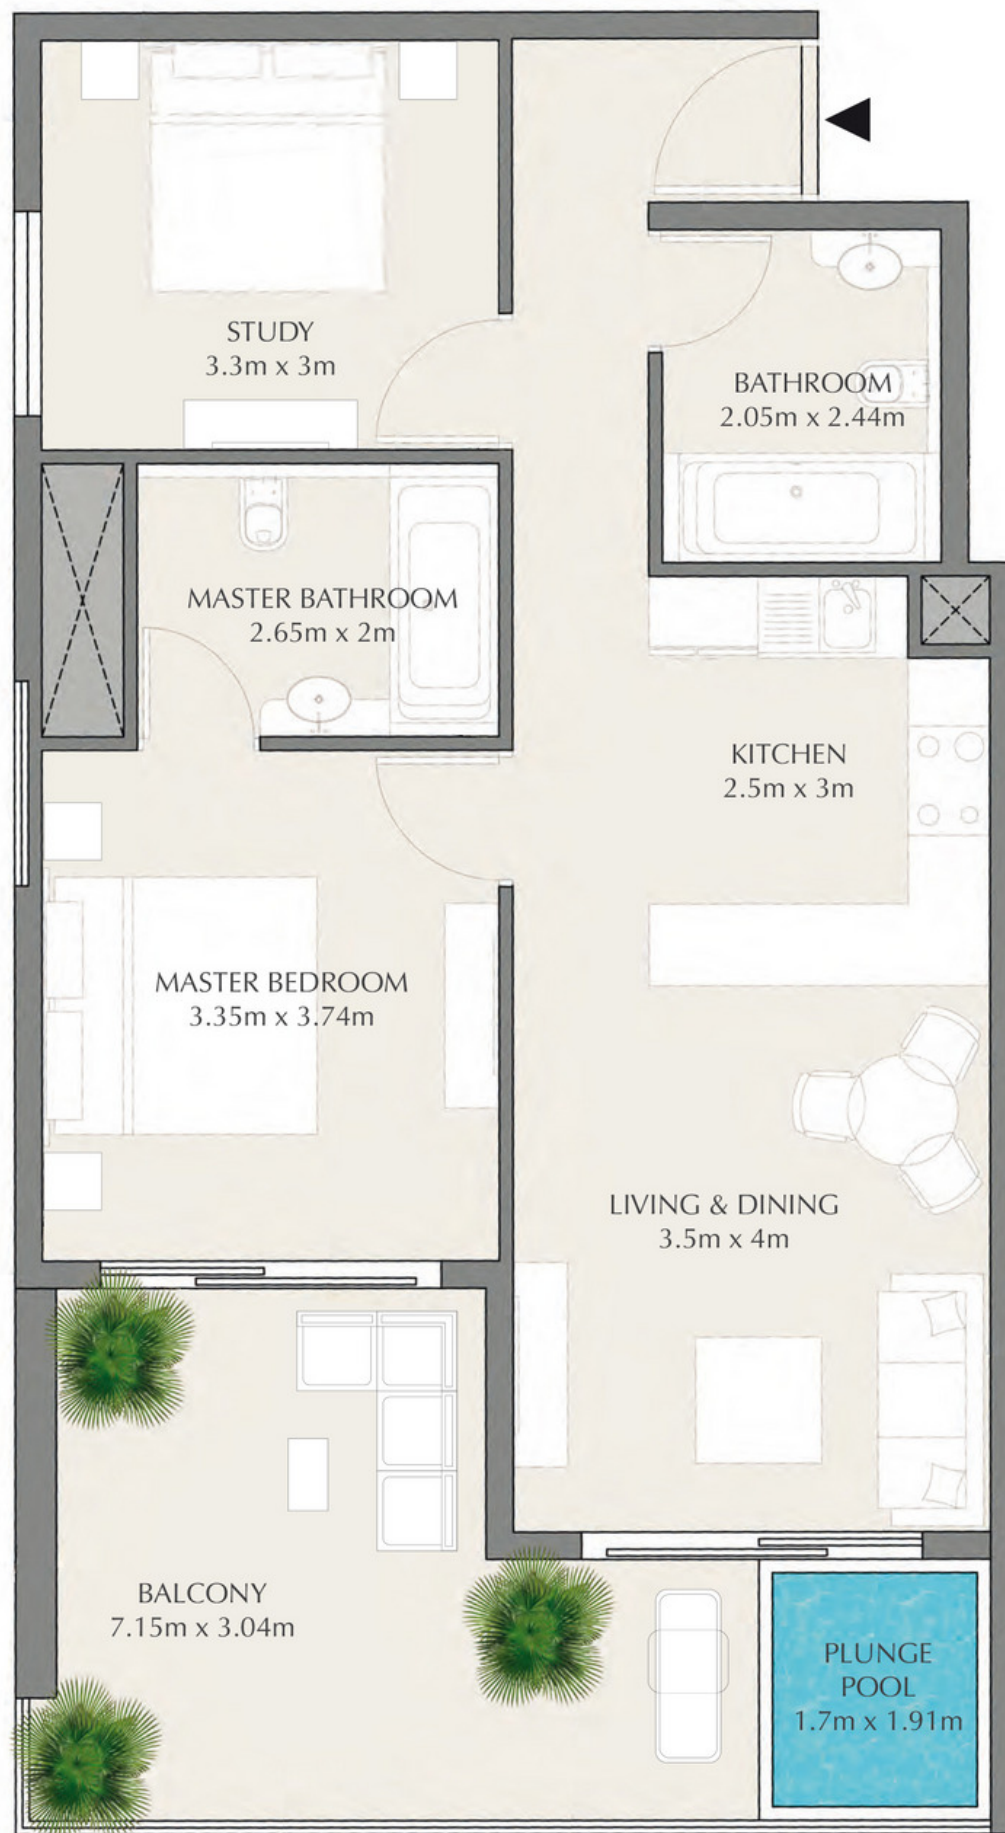 STUDY
3.3m x 3m
BATHROOM
2.05m x 2.44m
MASTER BATHROOM
2.65m x 2m
KITCHEN
2.5m x 3m
MASTER BEDROOM
3.35m x 3.74m
LIVING & DINING
3.5m x 4m
BALCONY
7.15m x 3.04m
PLUNGE
POOL
1.7m x 1.91m